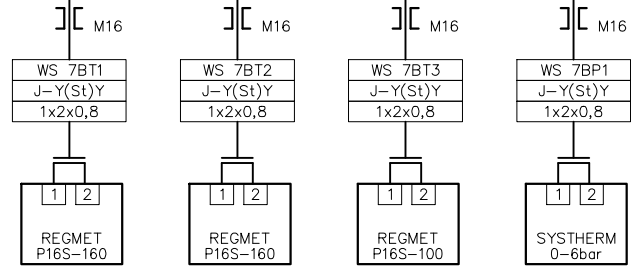 M16 M16 M16 M16
WS 7BT1 WS 7BT2 WS 7BT3 WS 7BP1
J-Y(St)Y J-Y(St)Y J-Y(St)Y J-Y(St)Y
1x2x0,8 1x2x0,8 1x2x0,8 1x2x0,8
1 2 1 2 1 2 1 2
REGMET REGMET REGMET SYSTHERM
P16S-160 P16S-160 P16S-100 0-6bar